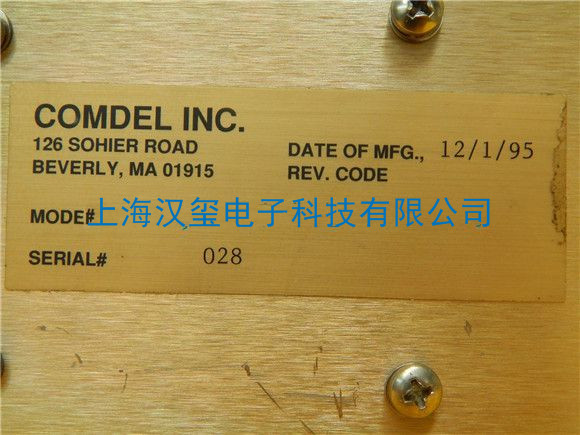 COMDEL INC.
126 SOHIER ROAD
BEVERLY, MA 01915
DATE OF MFG., 12/1/95
REV. CODE
MODE#
上海汉玺电子科技有限公司
SERIAL# 028